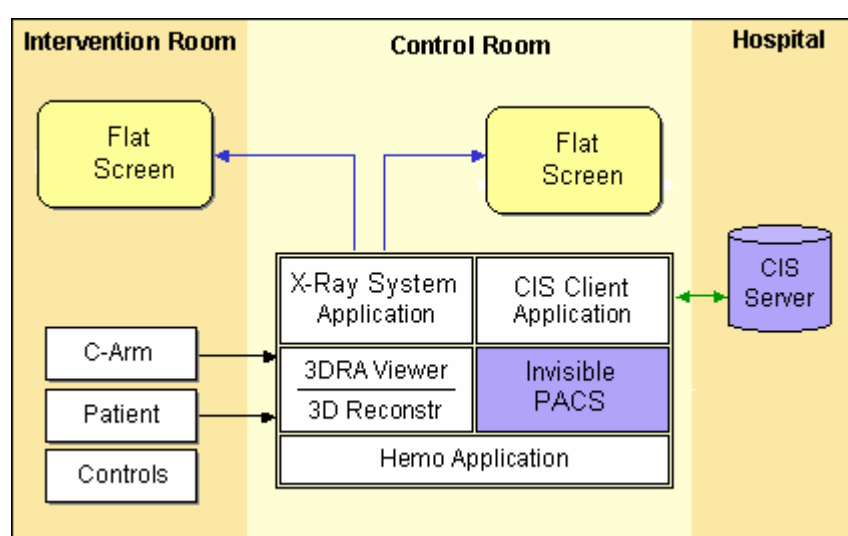 Intervention Room
Control Room
Hospital
Flat
Screen
Flat
Screen
X-Ray System
Application
CIS Client
Application
CIS
Server
C-Arm
Patient
Controls
3DRA Viewer
3D Reconstr
Invisible
PACS
Hemo Application